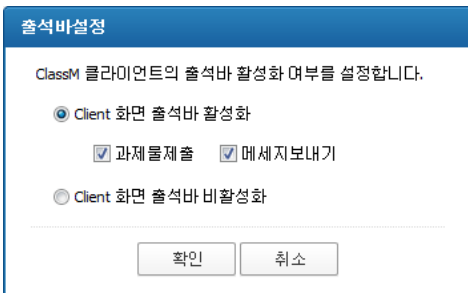 출석바설정
ClassM 클라이언트의 출석바 활성화 여부를 설정합니다.
Client 화면 출석바 활성화
과제물제출 메세지보내기
Client 화면 출석바 비활성화
확인 취소